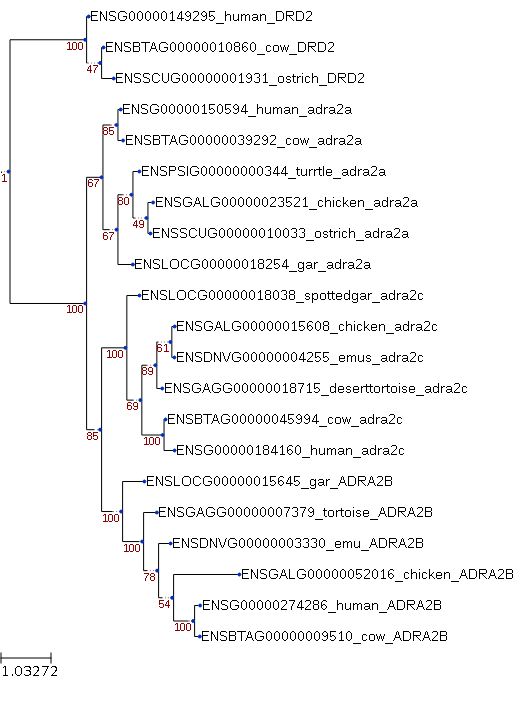 ENSG00000149295_human_DRD2
100
ENSBTAG00000010860_cow_DRD2
47
ENSSCUG00000001931_ostrich_DRD2
ENSG00000150594_human_adra2a
85
ENSBTAG00000039292_cow_adra2a
1
ENSPSIG00000000344_turrtle_adra2a
67
80
ENSGALG00000023521_chicken_adra2a
49
ENSSCUG00000010033_ostrich_adra2a
67
ENSLOCG00000018254_gar_adra2a
ENSLOCG00000018038_spottedgar_adra2c
100
ENSGALG00000015608_chicken_adra2c
61
100
ENSDNVG00000004255_emus_adra2c
89
ENSGAGG00000018715_deserttortoise_adra2c
69
ENSBTAG00000045994_cow_adra2c
85
100
ENSG00000184160_human_adra2c
ENSLOCG00000015645_gar_ADRA2B
100
ENSGAGG00000007379_tortoise_ADRA2B
100
ENSDNVG00000003330_emu_ADRA2B
78
ENSGALG00000052016_chicken_ADRA2B
54
ENSG00000274286_human_ADRA2B
100
ENSBTAG00000009510_cow_ADRA2B
1.03272